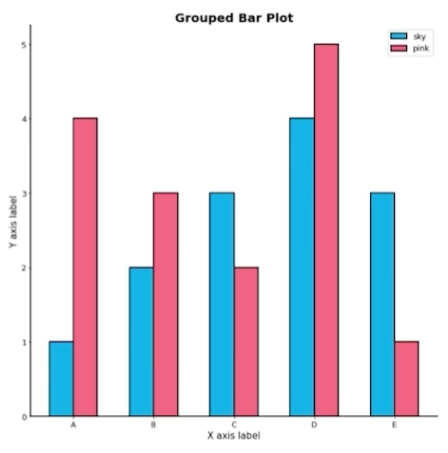 Grouped Bar Plot
sky
pink
5
4
3
2
1
0
Y axis label
A B C D E
X axis label